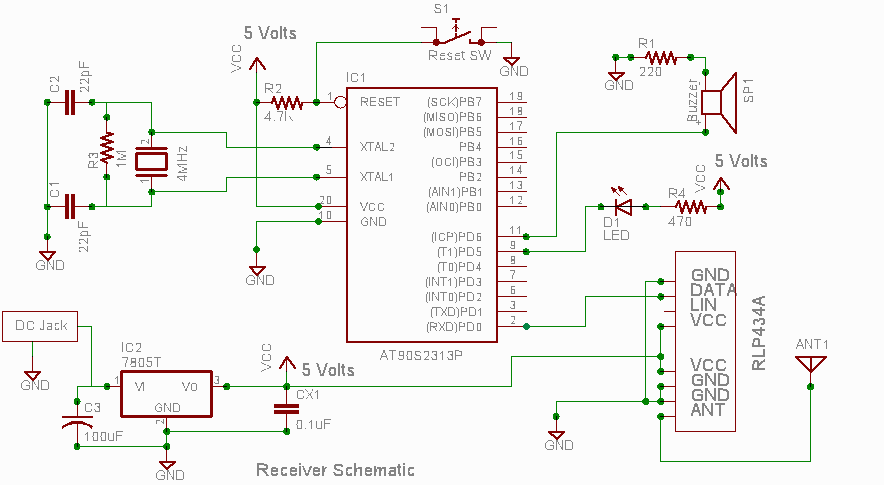 S1
Reset SW
GND
5 Volts
VCC
R2
4.7k
IC1
C2
22pF
R3
1M
2
1
4MHz
C1
22pF
GND
GND
1
4
5
20
10
RESET
XTAL2
XTAL1
VCC
GND
(SCK)PB7 19
(MISO)PB6 18
(MOSI)PB5 17
PB4 16
(OCI)PB3 15
PB2 14
(AIN1)PB1 13
(AIN0)PB0 12
(ICP)PD6 11
(T1)PD5 9
(T0)PD4 8
(INT1)PD3 7
(INT0)PD2 6
(TXD)PD1 3
(RXD)PD0 2
AT90S2313P
R1
220
GND
Buzzer
+
SP1
5 Volts
VCC
R4
470
D1
LED
GND
DATA
LIN
VCC
VCC
GND
GND
ANT
RLP434A
ANT1
GND
DC Jack
GND
IC2
7805T
1
VI
VO
3
GND
2
C3
100uF
GND
VCC
5 Volts
CX1
0.1uF
Receiver Schematic